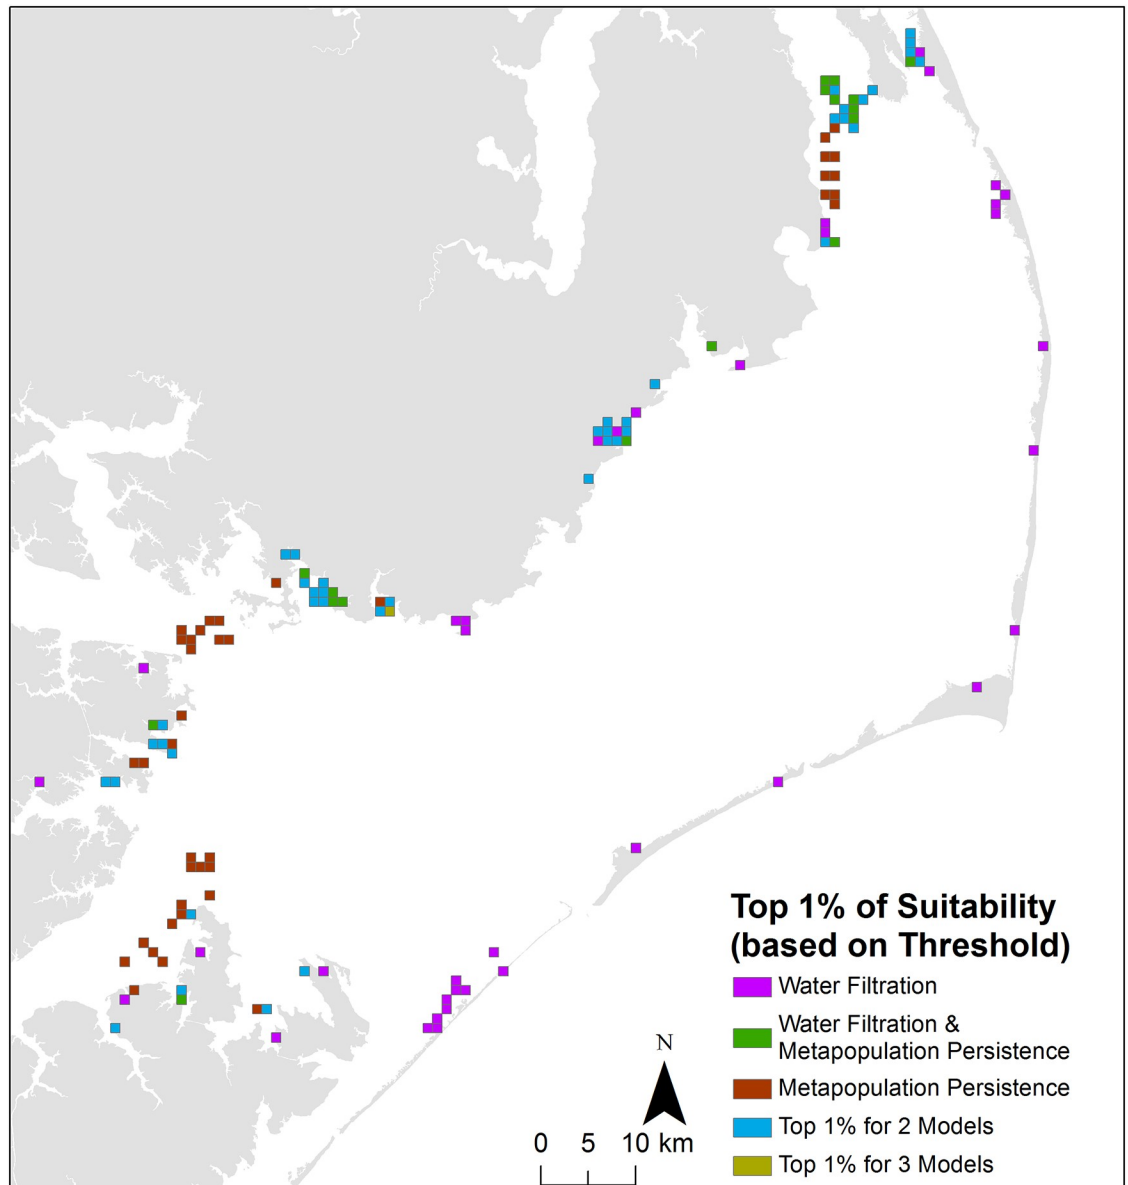 Top 1% of Suitability
(based on Threshold)
Water Filtration
Water Filtration &
Metapopulation Persistence
Metapopulation Persistence
Top 1% for 2 Models
Top 1% for 3 Models
N
0 5 10 km